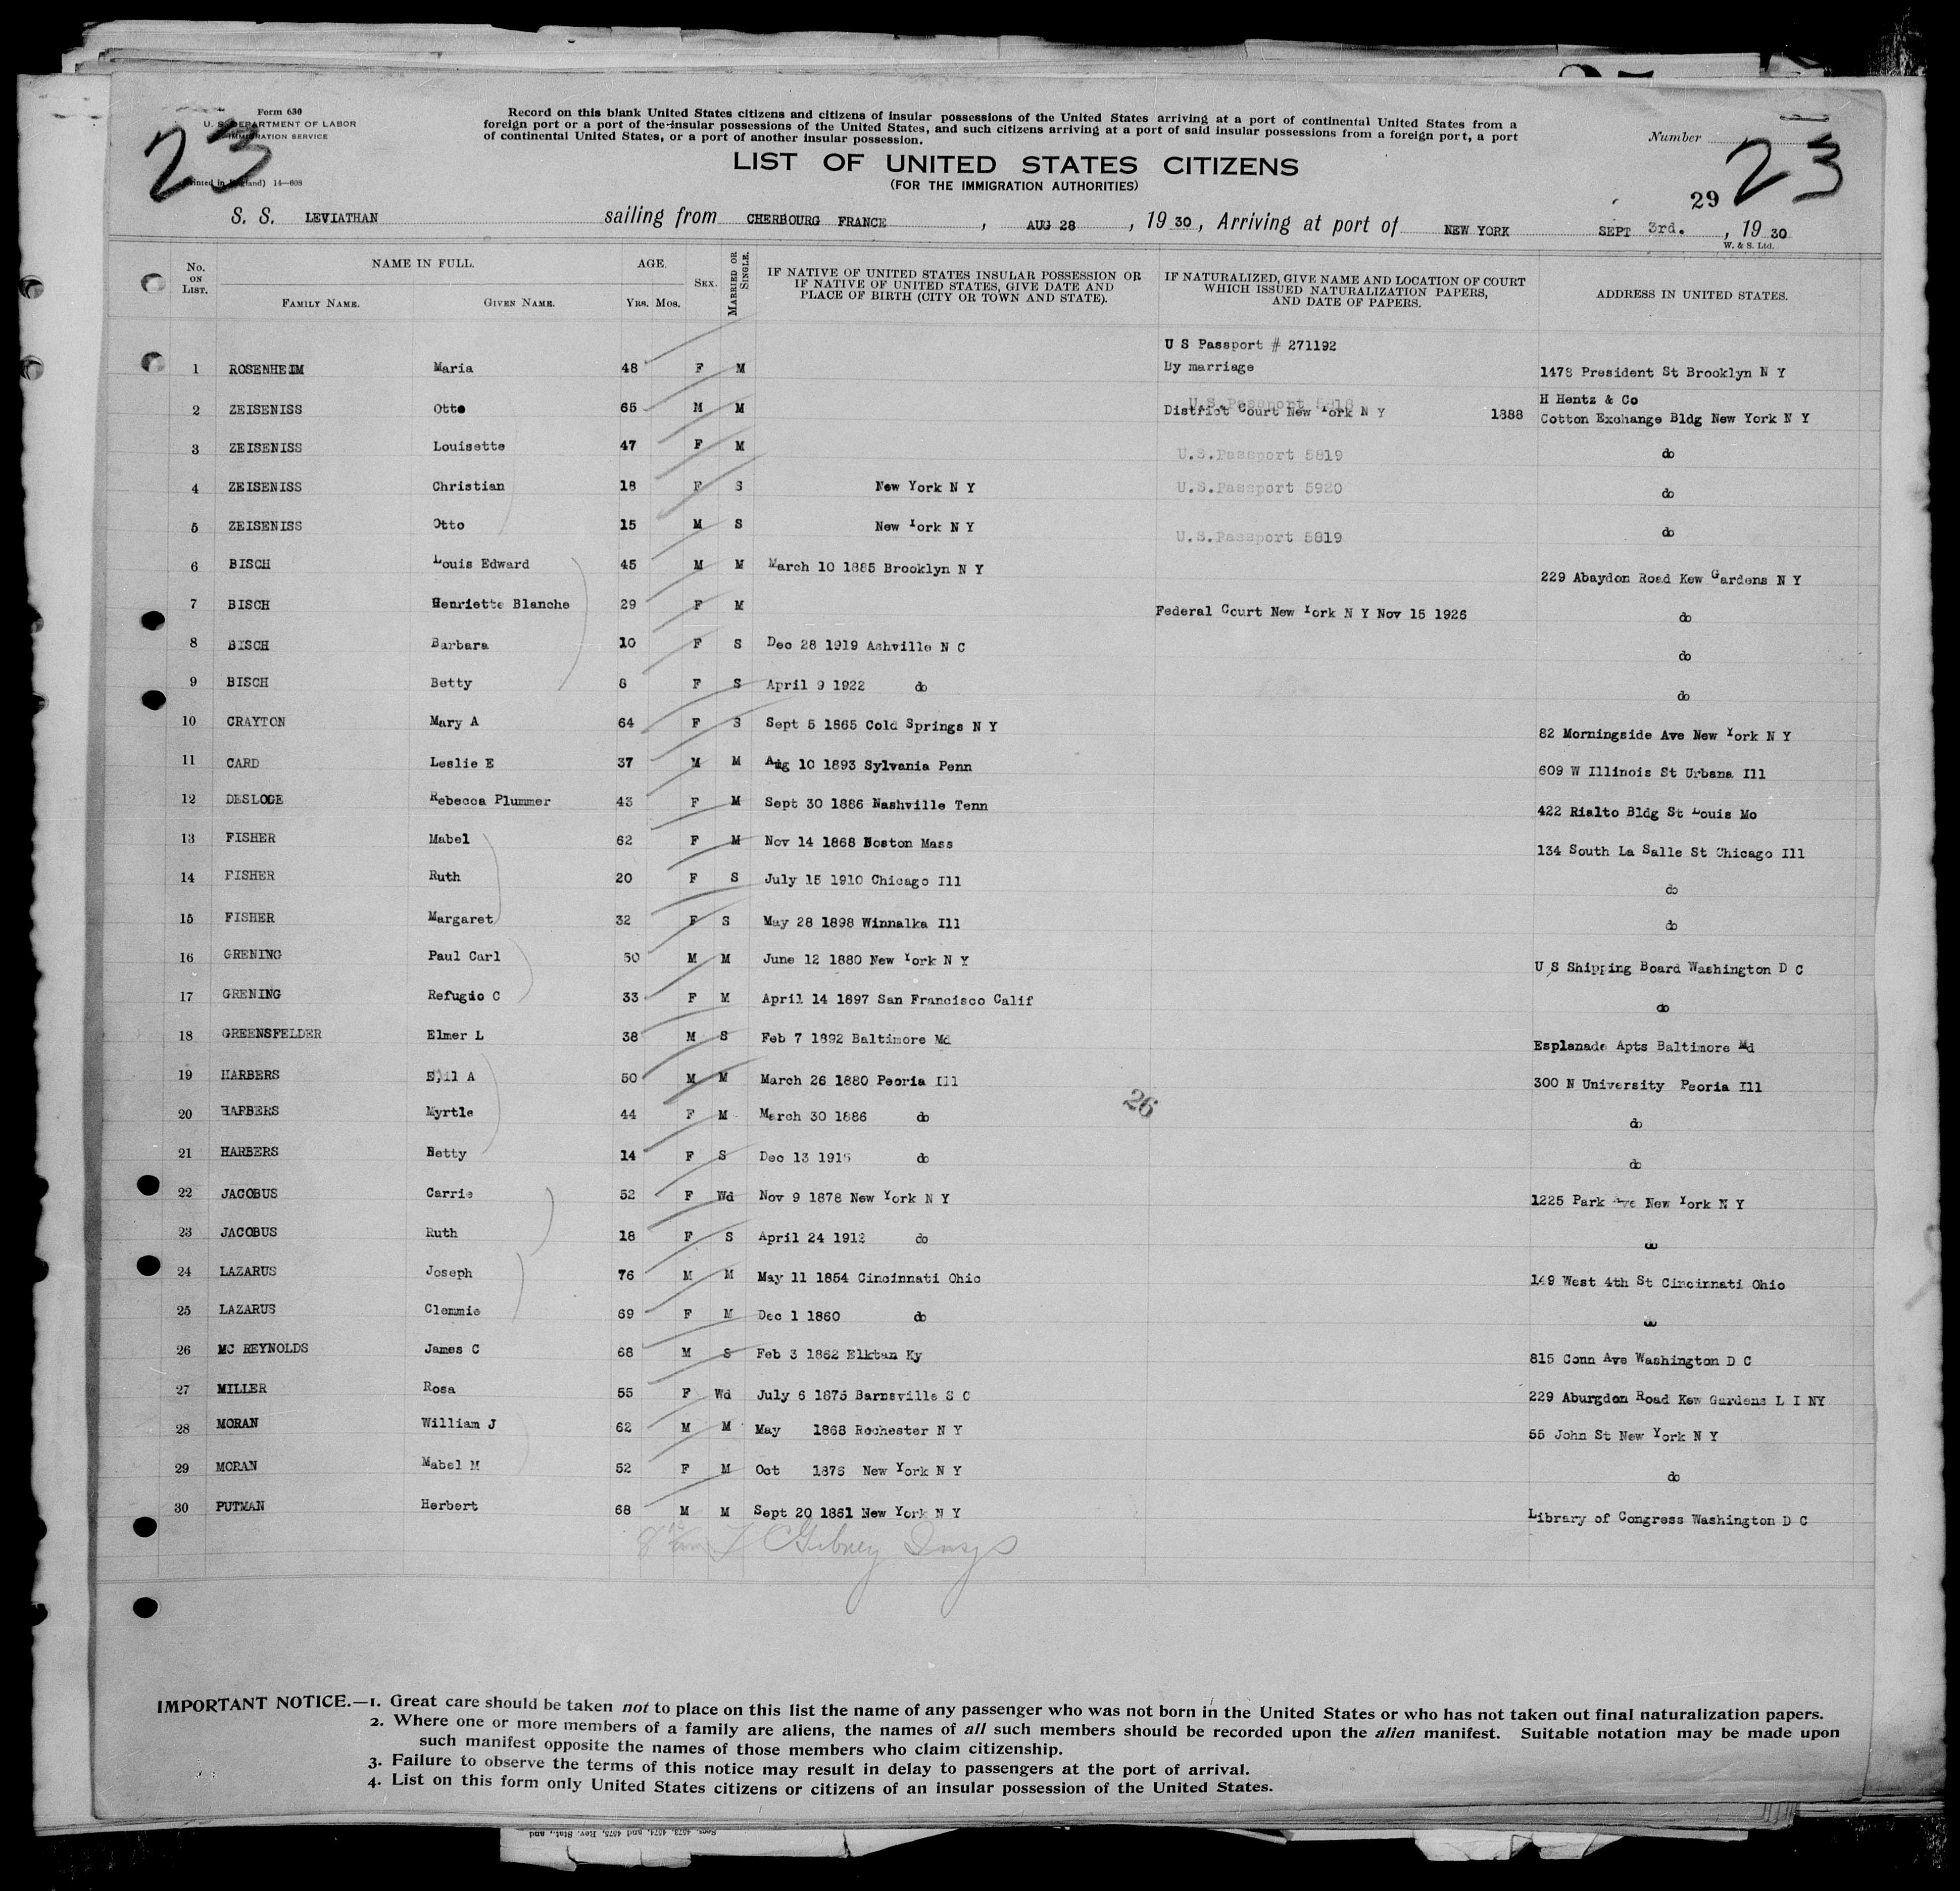 Form 630
U. S. DEPARTMENT OF LABOR
IMMIGRATION SERVICE
(Printed in England) 14—608
23
Record on this blank United States citizens and citizens of insular possessions of the United States arriving at a port of continental United States from a
foreign port or a port of the insular possessions of the United States, and such citizens arriving at a port of said insular possessions from a foreign port, a port
of continental United States, or a port of another insular possession.
Number
23
LIST OF UNITED STATES CITIZENS
(FOR THE IMMIGRATION AUTHORITIES)
29
S. S. LEVIATHAN sailing from CHERBOURG FRANCE, AUG 28, 1930, Arriving at port of NEW YORK SEPT 3rd., 1930
W. & S. Ltd.
No. ON LIST. NAME IN FULL. FAMILY NAME. GIVEN NAME. AGE. Yrs. Mos. SEX. MARRIED OR SINGLE. IF NATIVE OF UNITED STATES INSULAR POSSESSION OR IF NATIVE OF UNITED STATES, GIVE DATE AND PLACE OF BIRTH (CITY OR TOWN AND STATE). IF NATURALIZED, GIVE NAME AND LOCATION OF COURT WHICH ISSUED NATURALIZATION PAPERS, AND DATE OF PAPERS. ADDRESS IN UNITED STATES.
U S Passport # 271192
1 ROSENHEIM Maria 48 F M By marriage 1478 President St Brooklyn N Y
U.S.Passport 5818 H Hentz & Co
2 ZEISENISS Otto 65 M M District Court New York N Y 1888 Cotton Exchange Bldg New York N Y
3 ZEISENISS Louisette 47 F M U.S.Passport 5819 do
4 ZEISENISS Christian 18 F S New York N Y U.S.Passport 5920 do
5 ZEISENISS Otto 15 M S New York N Y U.S.Passport 5819 do
6 BISCH Louis Edward 45 M M March 10 1885 Brooklyn N Y 229 Abaydon Road Kew Gardens N Y
7 BISCH Henriette Blanche 29 F M Federal Court New York N Y Nov 15 1926 do
8 BISCH Barbara 10 F S Dec 28 1919 Ashville N C do
9 BISCH Betty 8 F S April 9 1922 do do
10 CRAYTON Mary A 64 F S Sept 5 1865 Cold Springs N Y 82 Morningside Ave New York N Y
11 CARD Leslie E 37 M M Aug 10 1893 Sylvania Penn 609 W Illinois St Urbana Ill
12 DESLOGE Rebecca Plummer 43 F M Sept 30 1886 Nashville Tenn 422 Rialto Bldg St Louis Mo
13 FISHER Mabel 62 F M Nov 14 1868 Boston Mass 134 South La Salle St Chicago Ill
14 FISHER Ruth 20 F S July 15 1910 Chicago Ill do
15 FISHER Margaret 32 F S May 28 1898 Winnalka Ill do
16 GRENING Paul Carl 50 M M June 12 1880 New York N Y U S Shipping Board Washington D C
17 GRENING Refugio C 33 F M April 14 1897 San Francisco Calif do
18 GREENSFELDER Elmer L 38 M S Feb 7 1892 Baltimore Md Esplanade Apts Baltimore Md
19 HARBERS A 50 M M March 26 1880 Peoria Ill 300 N University Peoria Ill
26
20 HARBERS Myrtle 44 F M March 30 1886 do do
21 HARBERS Betty 14 F S Dec 13 1915 do do
22 JACOBUS Carrie 52 F Wd Nov 9 1878 New York N Y 1225 Park Ave New York N Y
23 JACOBUS Ruth 18 F S April 24 1912 do do
24 LAZARUS Joseph 76 M M May 11 1854 Cincinnati Ohio 149 West 4th St Cincinnati Ohio
25 LAZARUS Clemmie 69 F M Dec 1 1860 do do
26 MC REYNOLDS James C 68 M S Feb 3 1862 Elktan Ky 815 Conn Ave Washington D C
27 MILLER Rosa 55 F Wd July 6 1875 Barnsville S C 229 Aburgdon Road Kew Gardens L I NY
28 MORAN William J 62 M M May 1868 Rochester N Y 55 John St New York N Y
29 MORAN Mabel M 52 F M Oct 1878 New York N Y do
30 PUTMAN Herbert 68 M M Sept 20 1861 New York N Y Library of Congress Washington D C
IMPORTANT NOTICE.—1. Great care should be taken not to place on this list the name of any passenger who was not born in the United States or who has not taken out final naturalization papers.
2. Where one or more members of a family are aliens, the names of all such members should be recorded upon the alien manifest. Suitable notation may be made upon
such manifest opposite the names of those members who claim citizenship.
3. Failure to observe the terms of this notice may result in delay to passengers at the port of arrival.
4. List on this form only United States citizens or citizens of an insular possession of the United States.
Secs. 4573, 4574, and 4575, Rev. Stat., and